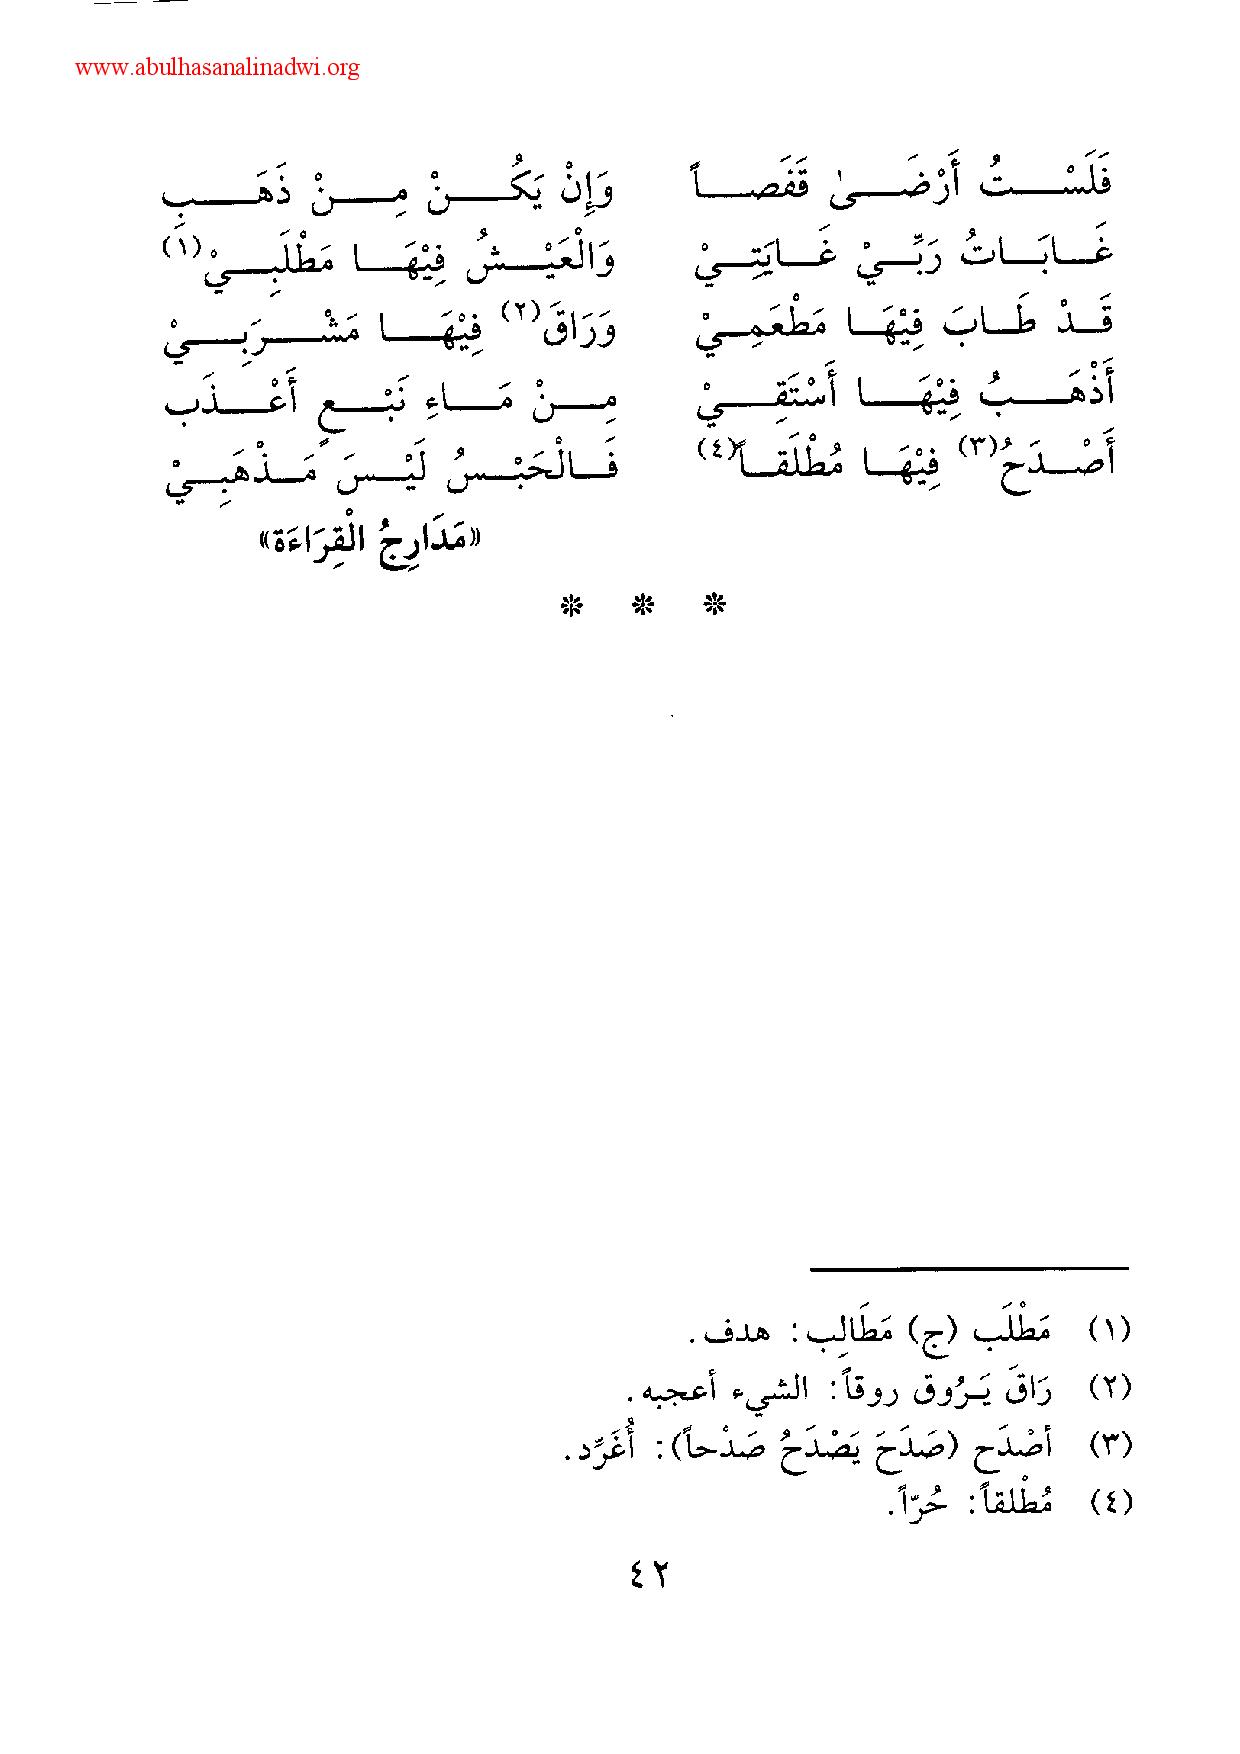 www.abulhasanalinadwi.org
فَلَسْتُ أَرْضَىٰ قَفَصاً وَإِنْ يَكُنْ مِنْ ذَهَبِ
غَابَاتُ رَبِّيْ غَايَتِيْ وَالْعَيْشُ فِيْهَا مَطْلَبِيْ(١)
قَدْ طَابَ فِيْهَا مَطْعَمِيْ وَرَاقَ(٢) فِيْهَا مَشْرَبِيْ
أَذْهَبُ فِيْهَا أَسْتَقِيْ مِنْ مَاءِ نَبْعٍ أَعْذَب
أَصْدَحُ(٣) فِيْهَا مُطْلَقاً(٤) فَالْحَبْسُ لَيْسَ مَذْهَبِيْ
«مَدَارِجُ الْقِرَاءَة»
* * *
(١) مَطْلَب (ج) مَطَالِب: هدف.
(٢) رَاقَ يَرُوق روقاً: الشيء أعجبه.
(٣) أصْدَح (صَدَحَ يَصْدَحُ صَدْحاً): أُغَرِّد.
(٤) مُطْلقاً: حُرّاً.
٤٢